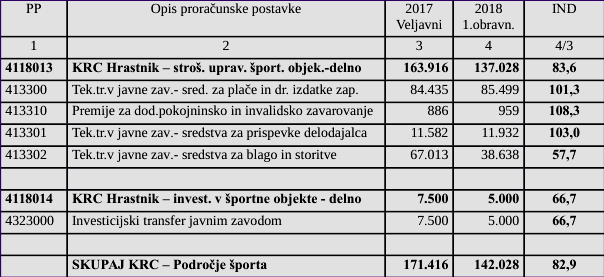 PP Opis proračunske postavke 2017 2018 IND
Veljavni 1.obravn.
1 2 3 4 4/3
4118013 KRC Hrastnik – stroš. uprav. šport. objek.-delno 163.916 137.028 83,6
413300 Tek.tr.v javne zav.- sred. za plače in dr. izdatke zap. 84.435 85.499 101,3
413310 Premije za dod.pokojninsko in invalidsko zavarovanje 886 959 108,3
413301 Tek.tr.v javne zav.- sredstva za prispevke delodajalca 11.582 11.932 103,0
413302 Tek.tr.v javne zav.- sredstva za blago in storitve 67.013 38.638 57,7
4118014 KRC Hrastnik – invest. v športne objekte - delno 7.500 5.000 66,7
4323000 Investicijski transfer javnim zavodom 7.500 5.000 66,7
SKUPAJ KRC – Področje športa 171.416 142.028 82,9